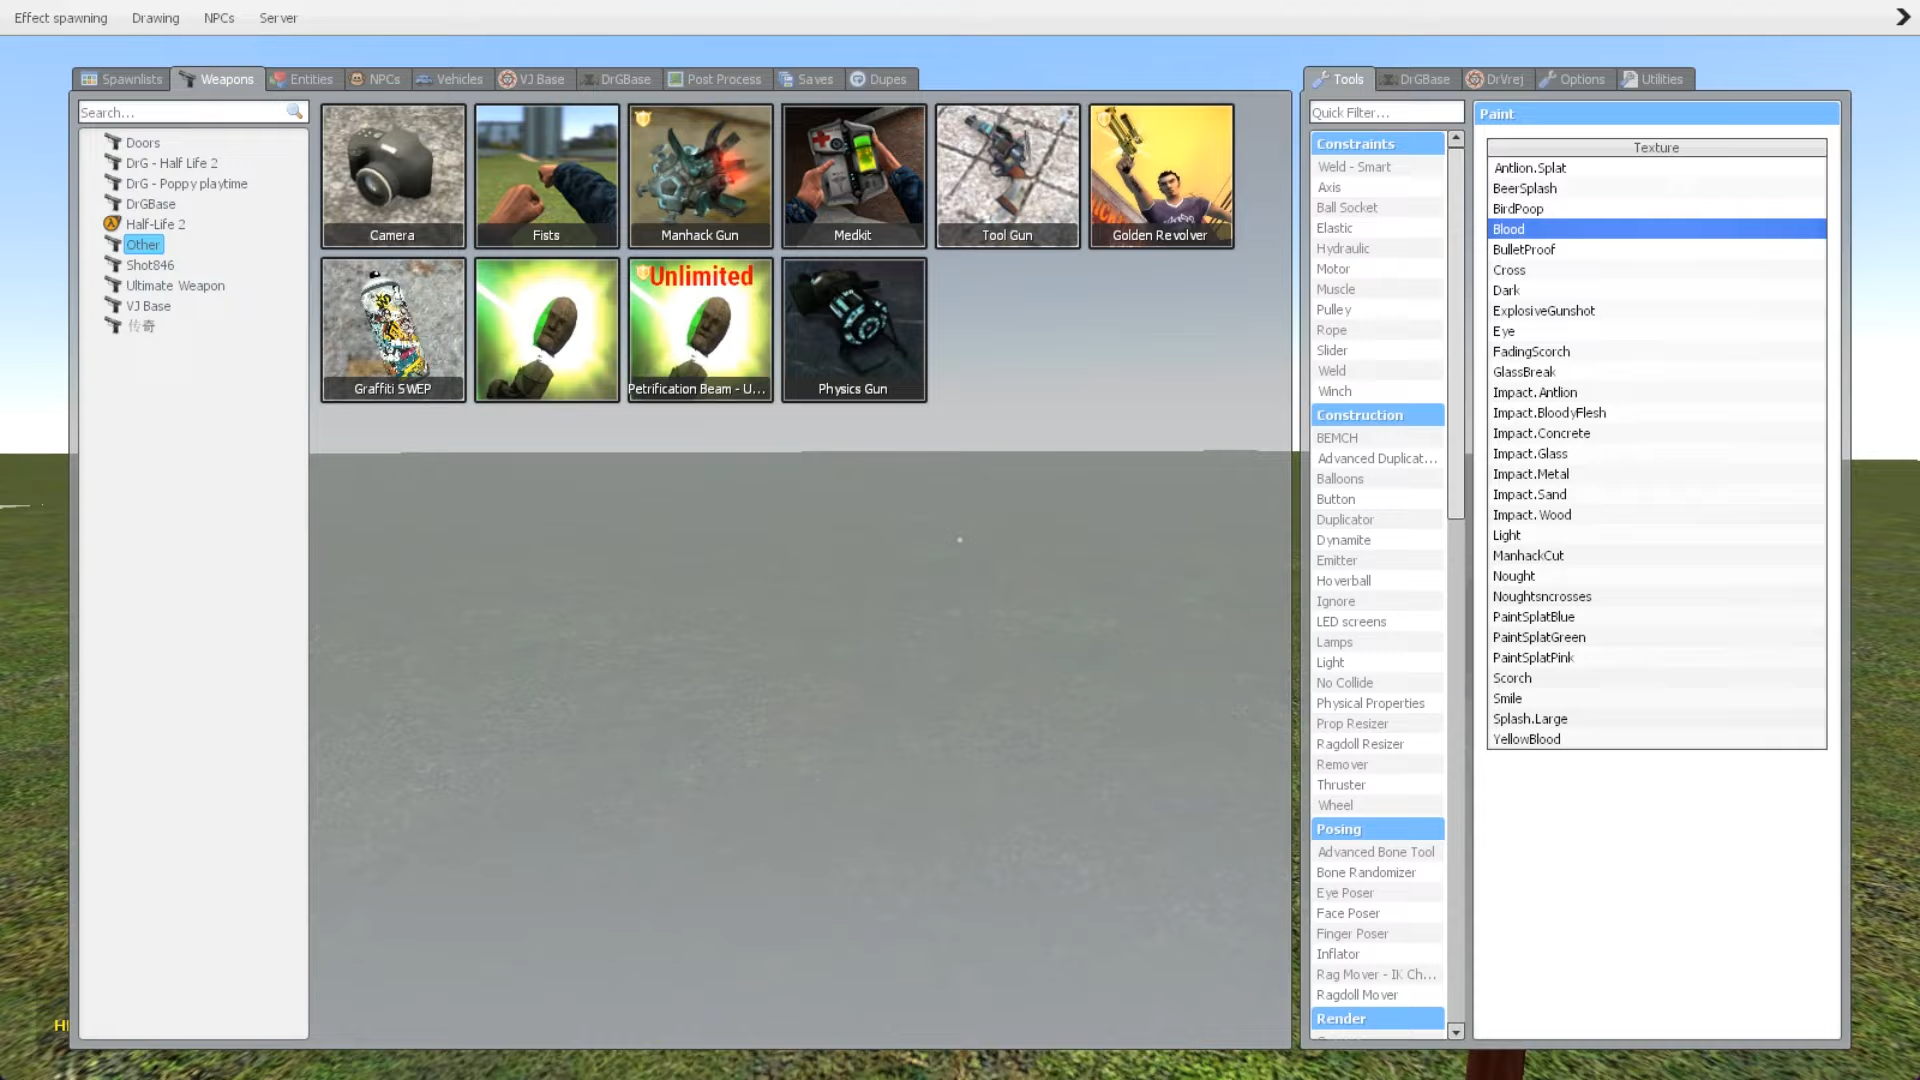 Effect spawning Drawing NPCs Server
Spawnlists Weapons Entities NPCs Vehicles VJ Base DrGBase Post Process Saves Dupes
Search...
Doors
DrG - Half Life 2
DrG - Poppy playtime
DrGBase
Half-Life 2
Other
Shot846
Ultimate Weapon
VJ Base
传奇
Camera
Fists
Manhack Gun
Medkit
Tool Gun
Golden Revolver
Graffiti SWEP
Unlimited
Petrification Beam - U...
Physics Gun
Tools DrGBase DrVrej Options Utilities
Quick Filter...
Constraints
Weld - Smart
Axis
Ball Socket
Elastic
Hydraulic
Motor
Muscle
Pulley
Rope
Slider
Weld
Winch
Construction
BEMCH
Advanced Duplicat...
Balloons
Button
Duplicator
Dynamite
Emitter
Hoverball
Ignore
LED screens
Lamps
Light
No Collide
Physical Properties
Prop Resizer
Ragdoll Resizer
Remover
Thruster
Wheel
Posing
Advanced Bone Tool
Bone Randomizer
Eye Poser
Face Poser
Finger Poser
Inflator
Rag Mover - IK Ch...
Ragdoll Mover
Render
Paint
Texture
Antlion.Splat
BeerSplash
BirdPoop
Blood
BulletProof
Cross
Dark
ExplosiveGunshot
Eye
FadingScorch
GlassBreak
Impact.Antlion
Impact.BloodyFlesh
Impact.Concrete
Impact.Glass
Impact.Metal
Impact.Sand
Impact.Wood
Light
ManhackCut
Nought
Noughtsncrosses
PaintSplatBlue
PaintSplatGreen
PaintSplatPink
Scorch
Smile
Splash.Large
YellowBlood